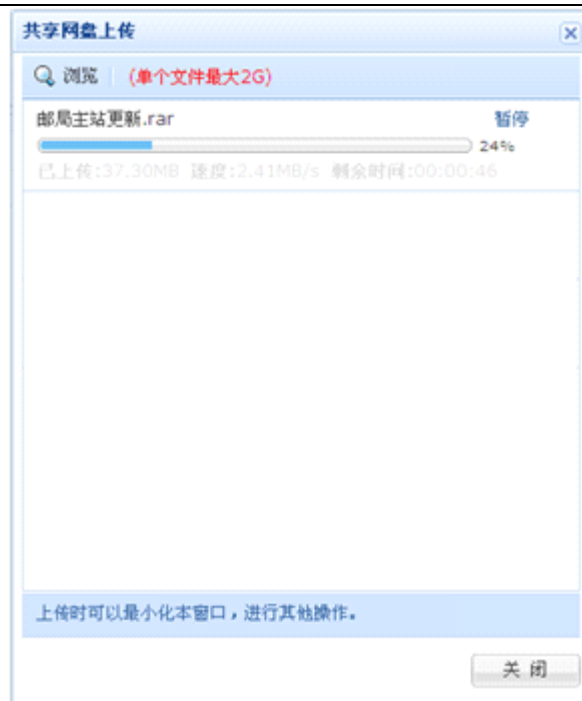 共享网盘上传
浏览 (单个文件最大2G)
邮局主站更新.rar 暂停
24%
已上传:37.30MB 速度:2.41MB/s 剩余时间:00:00:46
上传时可以最小化本窗口，进行其他操作。
关 闭